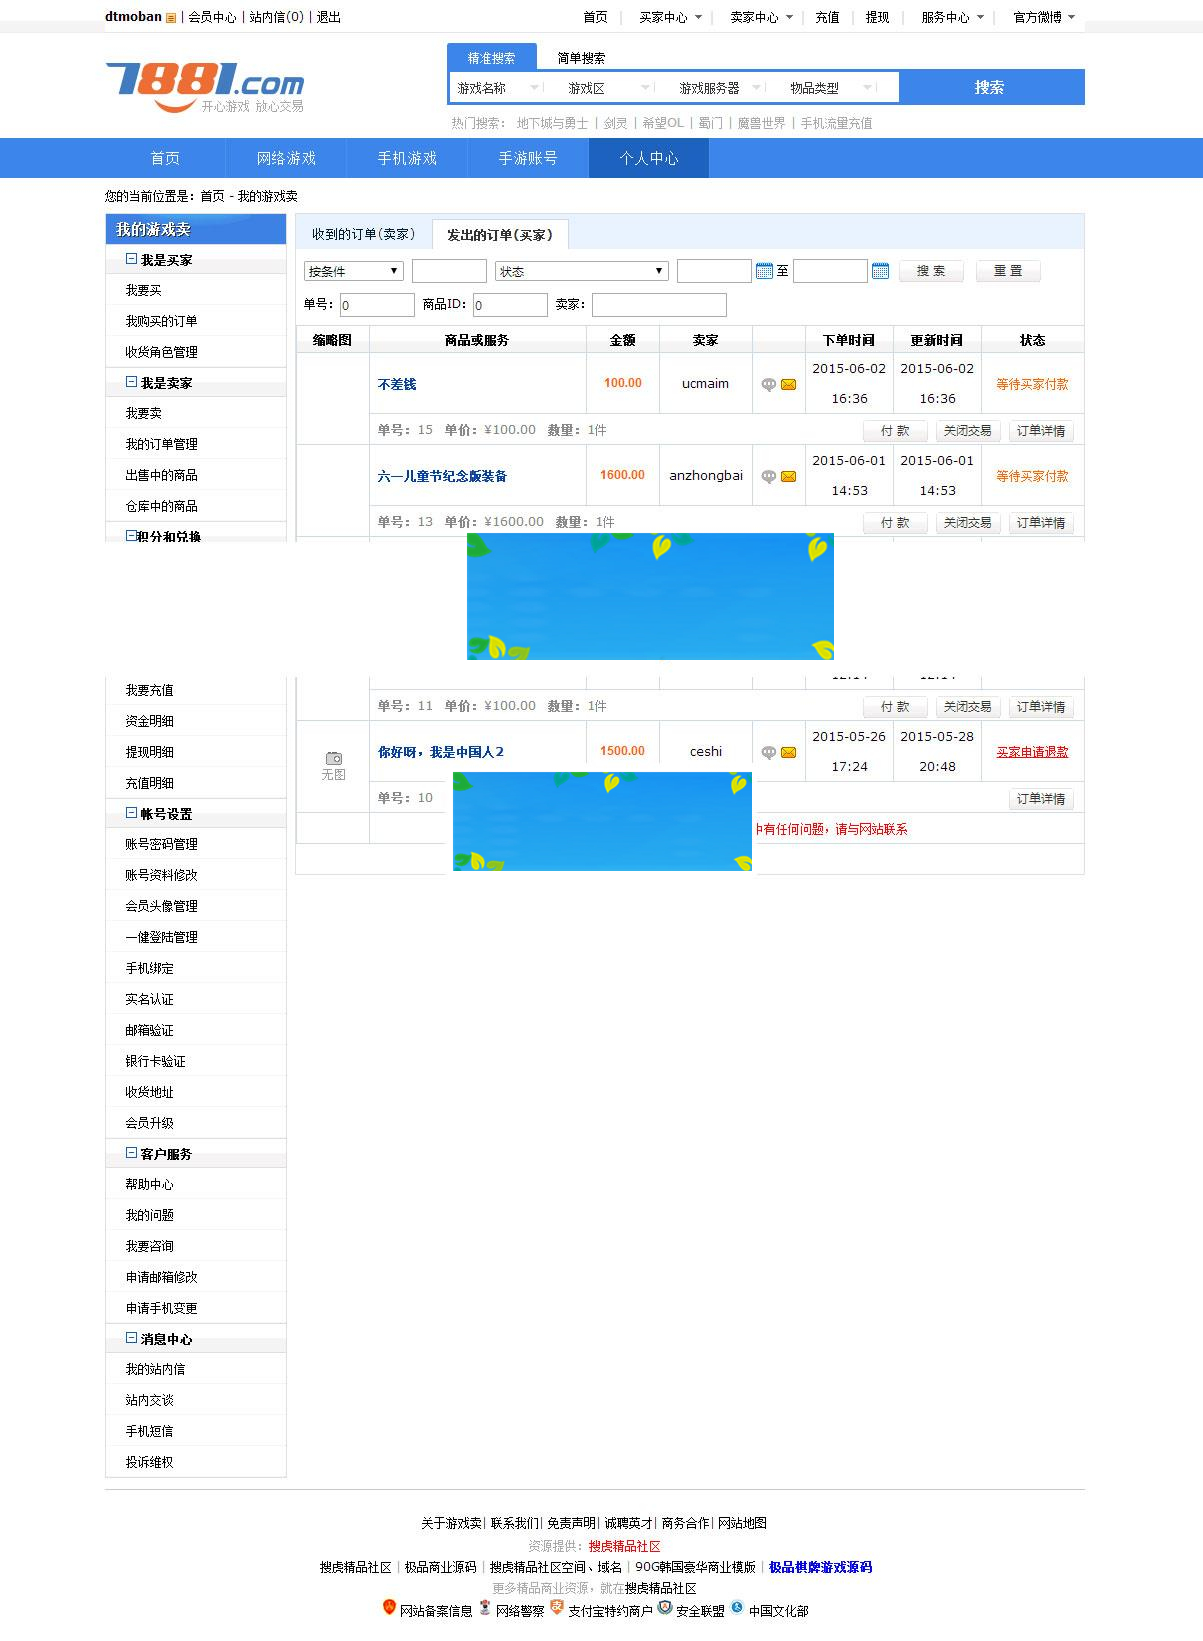 dtmoban | 会员中心 | 站内信(0) | 退出
首页 | 买家中心 | 卖家中心 | 充值 | 提现 | 服务中心 | 官方微博
7881.com
开心游戏 放心交易
精准搜索 简单搜索
游戏名称 游戏区 游戏服务器 物品类型 搜索
热门搜索： 地下城与勇士 | 剑灵 | 希望OL | 蜀门 | 魔兽世界 | 手机流量充值
首页 网络游戏 手机游戏 手游账号 个人中心
您的当前位置是：首页 - 我的游戏卖
我的游戏卖
我是买家
我要买
我购买的订单
收货角色管理
我是卖家
我要卖
我的订单管理
出售中的商品
仓库中的商品
积分和兑换
我要充值
资金明细
提现明细
充值明细
帐号设置
账号密码管理
账号资料修改
会员头像管理
一健登陆管理
手机绑定
实名认证
邮箱验证
银行卡验证
收货地址
会员升级
客户服务
帮助中心
我的问题
我要咨询
申请邮箱修改
申请手机变更
消息中心
我的站内信
站内交谈
手机短信
投诉维权
收到的订单(卖家) 发出的订单(买家)
按条件 状态 至 搜 索 重 置
单号： 0 商品ID： 0 卖家：
缩略图 商品或服务 金额 卖家 下单时间 更新时间 状态
不差钱 100.00 ucmaim 2015-06-02 16:36 2015-06-02 16:36 等待买家付款
单号：15 单价：¥100.00 数量：1件 付 款 关闭交易 订单详情
六一儿童节纪念版装备 1600.00 anzhongbai 2015-06-01 14:53 2015-06-01 14:53 等待买家付款
单号：13 单价：¥1600.00 数量：1件 付 款 关闭交易 订单详情
单号：11 单价：¥100.00 数量：1件 付 款 关闭交易 订单详情
无图 你好呀，我是中国人2 1500.00 ceshi 2015-05-26 17:24 2015-05-28 20:48 买家申请退款
单号：10 订单详情
中有任何问题，请与网站联系
关于游戏卖| 联系我们| 免责声明| 诚聘英才| 商务合作| 网站地图
资源提供：搜虎精品社区
搜虎精品社区 | 极品商业源码 | 搜虎精品社区空间、域名 | 90G韩国豪华商业模版 | 极品棋牌游戏源码
更多精品商业资源，就在搜虎精品社区
网站备案信息 网络警察 支付宝特约商户 安全联盟 中国文化部